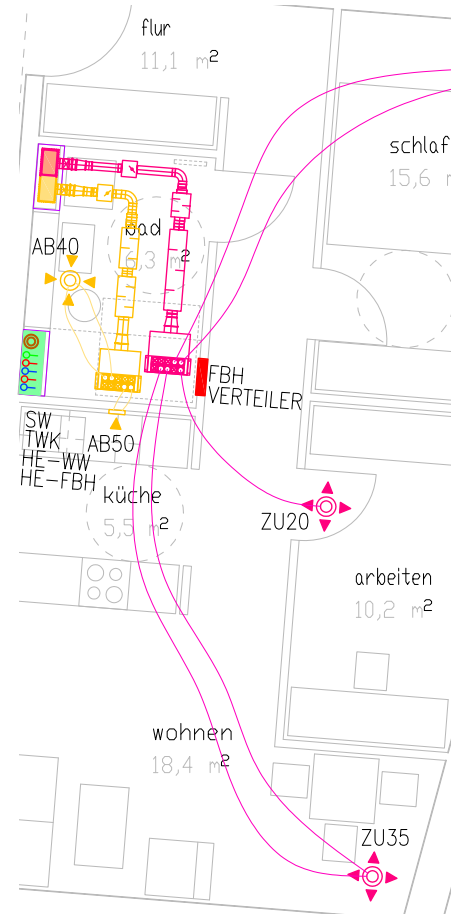 flur
11,1 m²
schlaf
15,6
bad
6,3 m²
AB40
FBH
VERTEILER
SW
TWK
HE-WW
HE-FBH
AB50
küche
5,5 m²
ZU20
arbeiten
10,2 m²
wohnen
18,4 m²
ZU35